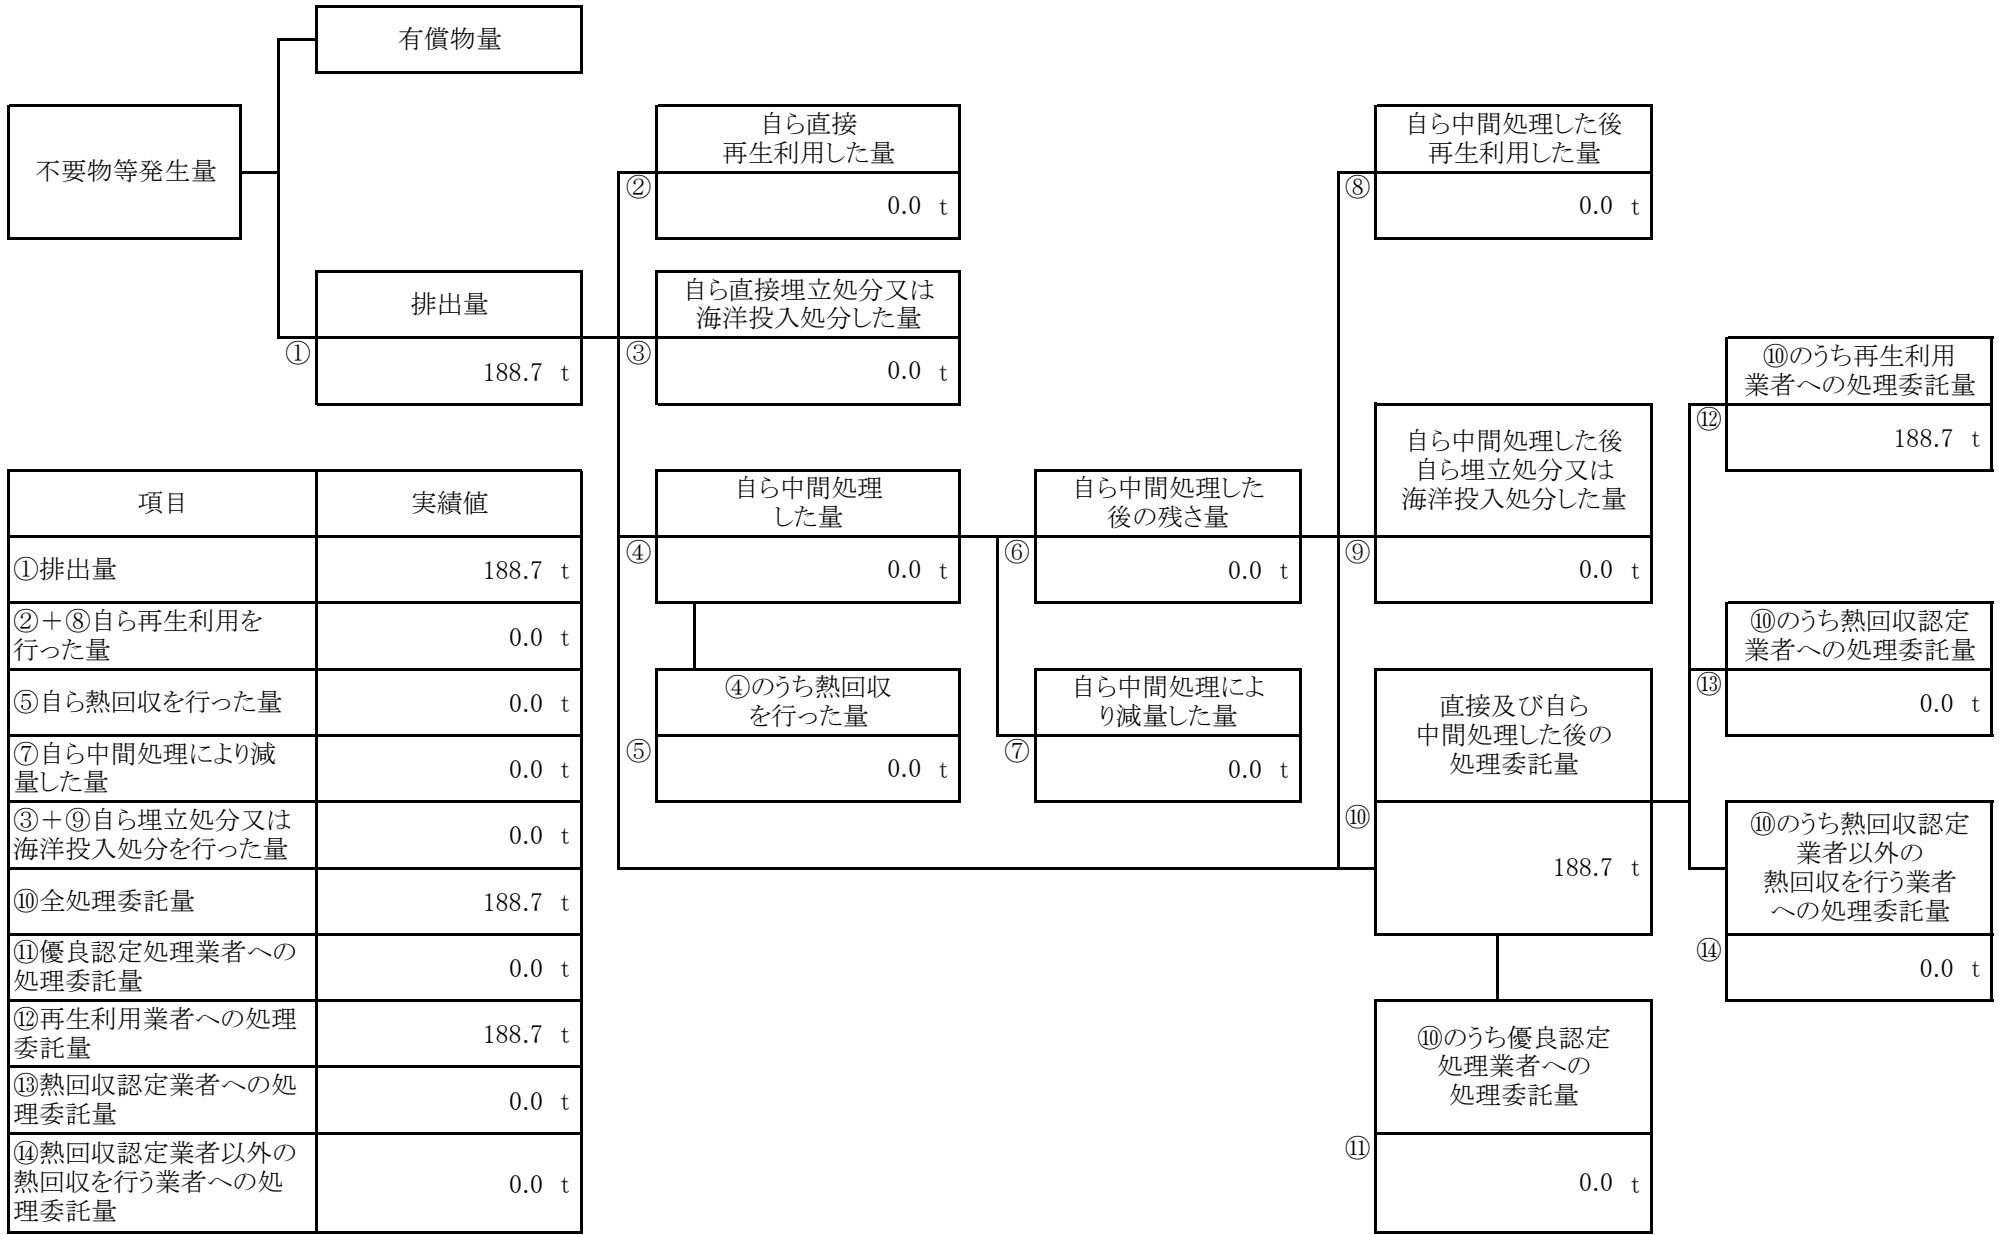 有償物量
不要物等発生量
自ら直接
再生利用した量
②
0.0 t
自ら中間処理した後
再生利用した量
⑧
0.0 t
排出量
①
188.7 t
自ら直接埋立処分又は
海洋投入処分した量
③
0.0 t
⑩のうち再生利用
業者への処理委託量
⑫
188.7 t
自ら中間処理した後
自ら埋立処分又は
海洋投入処分した量
⑨
0.0 t
自ら中間処理
した量
④
0.0 t
自ら中間処理した
後の残さ量
⑥
0.0 t
⑩のうち熱回収認定
業者への処理委託量
⑬
0.0 t
④のうち熱回収
を行った量
⑤
0.0 t
自ら中間処理によ
り減量した量
⑦
0.0 t
直接及び自ら
中間処理した後の
処理委託量
⑩
188.7 t
⑩のうち熱回収認定
業者以外の
熱回収を行う業者
への処理委託量
⑭
0.0 t
⑩のうち優良認定
処理業者への
処理委託量
⑪
0.0 t
項目 実績値
①排出量 188.7 t
②＋⑧自ら再生利用を
行った量 0.0 t
⑤自ら熱回収を行った量 0.0 t
⑦自ら中間処理により減
量した量 0.0 t
③＋⑨自ら埋立処分又は
海洋投入処分を行った量 0.0 t
⑩全処理委託量 188.7 t
⑪優良認定処理業者への
処理委託量 0.0 t
⑫再生利用業者への処理
委託量 188.7 t
⑬熱回収認定業者への処
理委託量 0.0 t
⑭熱回収認定業者以外の
熱回収を行う業者への処
理委託量 0.0 t